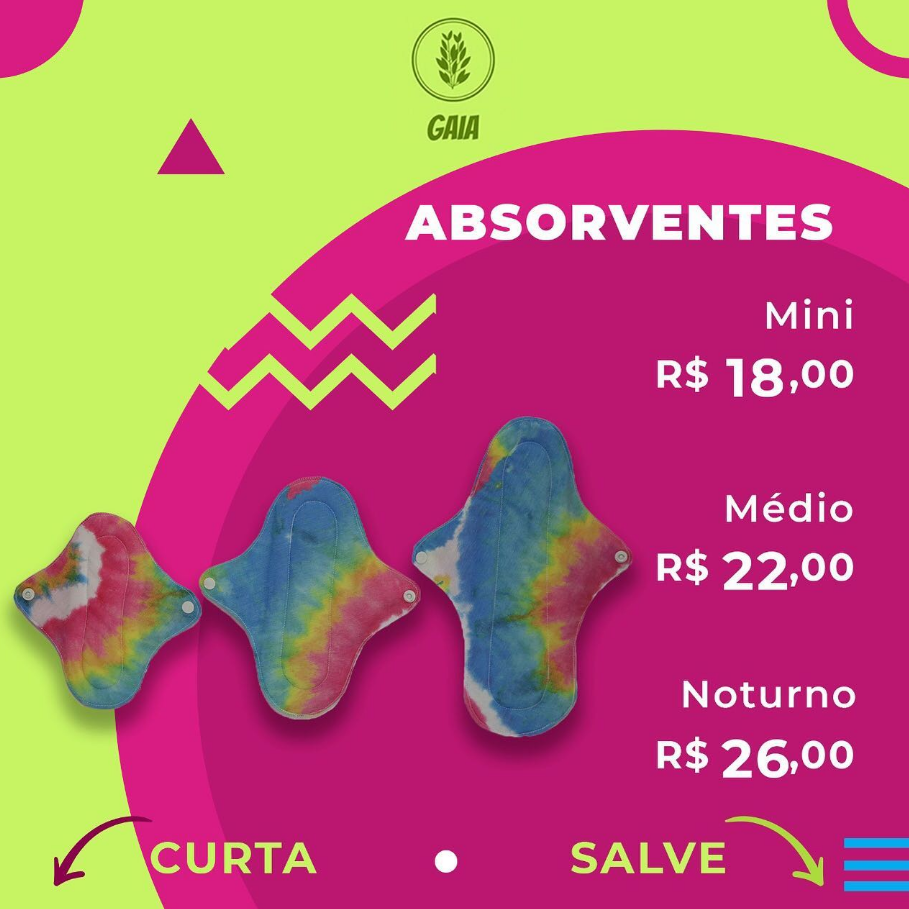 GAIA
ABSORVENTES
Mini
R$ 18,00
Médio
R$ 22,00
Noturno
R$ 26,00
CURTA
SALVE